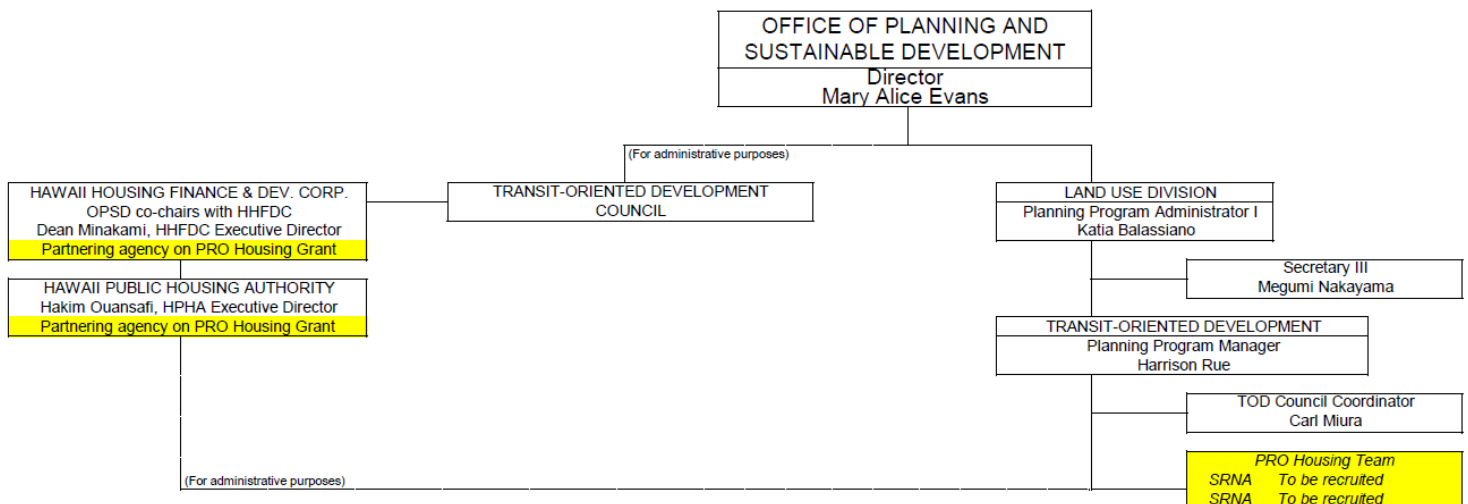 OFFICE OF PLANNING AND
SUSTAINABLE DEVELOPMENT
Director
Mary Alice Evans
(For administrative purposes)
HAWAII HOUSING FINANCE & DEV. CORP.
OPSD co-chairs with HHFDC
Dean Minakami, HHFDC Executive Director
Partnering agency on PRO Housing Grant
TRANSIT-ORIENTED DEVELOPMENT
COUNCIL
LAND USE DIVISION
Planning Program Administrator I
Katia Balassiano
Secretary III
Megumi Nakayama
HAWAII PUBLIC HOUSING AUTHORITY
Hakim Ouansafi, HPHA Executive Director
Partnering agency on PRO Housing Grant
TRANSIT-ORIENTED DEVELOPMENT
Planning Program Manager
Harrison Rue
TOD Council Coordinator
Carl Miura
(For administrative purposes)
PRO Housing Team
SRNA To be recruited
SRNA To be recruited